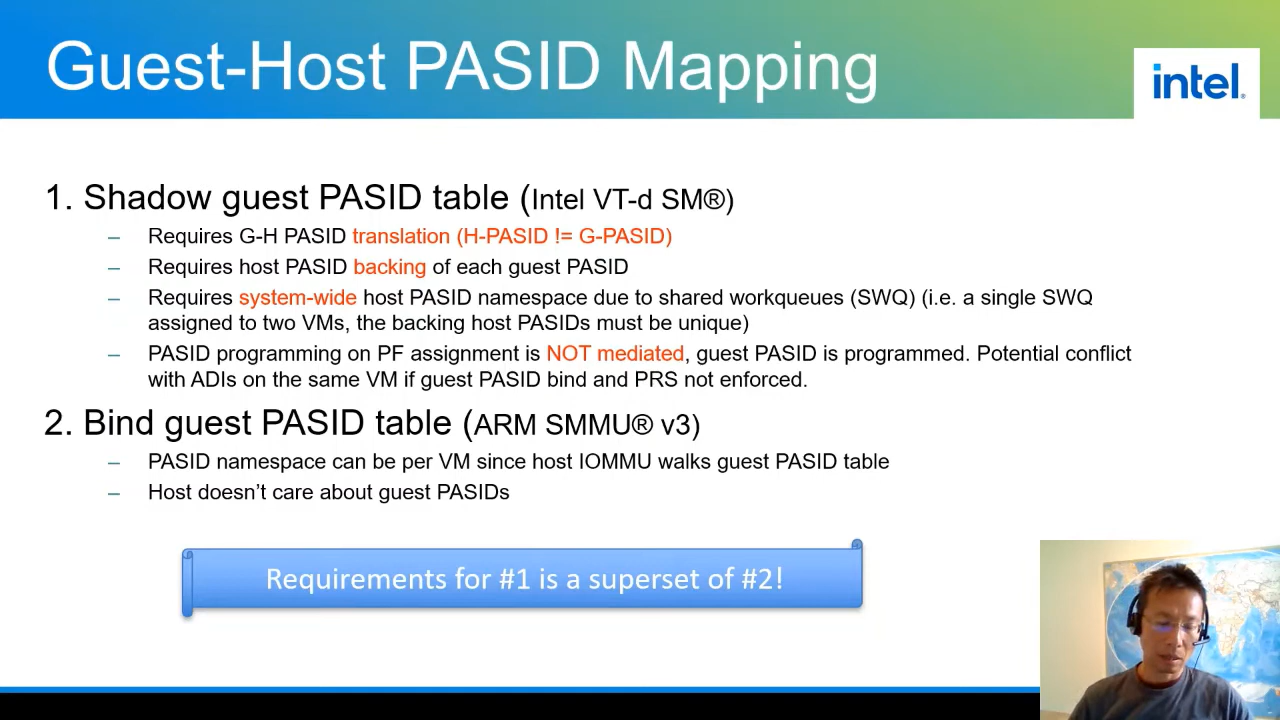 Guest-Host PASID Mapping
intel.
1. Shadow guest PASID table (Intel VT-d SM®)
– Requires G-H PASID translation (H-PASID != G-PASID)
– Requires host PASID backing of each guest PASID
– Requires system-wide host PASID namespace due to shared workqueues (SWQ) (i.e. a single SWQ
assigned to two VMs, the backing host PASIDs must be unique)
– PASID programming on PF assignment is NOT mediated, guest PASID is programmed. Potential conflict
with ADIs on the same VM if guest PASID bind and PRS not enforced.
2. Bind guest PASID table (ARM SMMU® v3)
– PASID namespace can be per VM since host IOMMU walks guest PASID table
– Host doesn’t care about guest PASIDs
Requirements for #1 is a superset of #2!